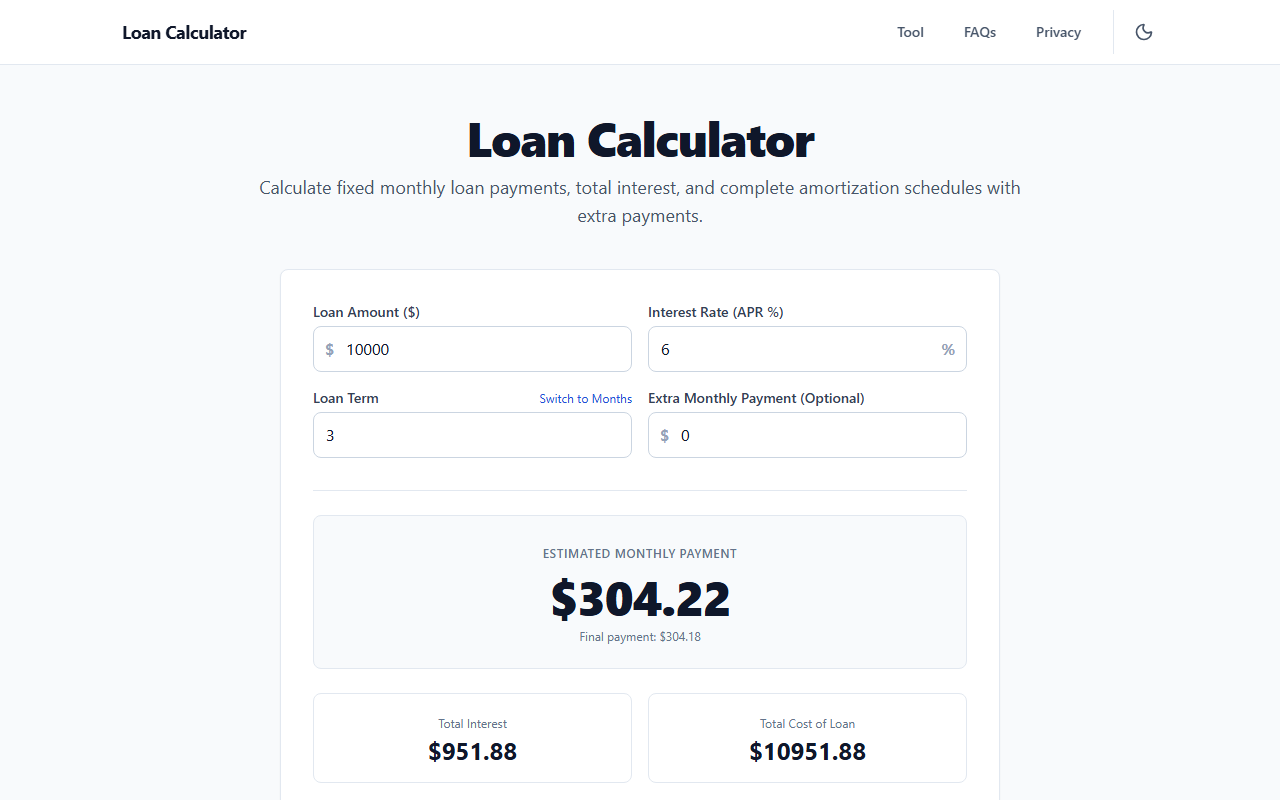 Loan Calculator
Tool
FAQs
Privacy
Loan Calculator
Calculate fixed monthly loan payments, total interest, and complete amortization schedules with
extra payments.
Loan Amount ($)
Interest Rate (APR %)
$ 10000
6 %
Loan Term
Switch to Months
Extra Monthly Payment (Optional)
3
$ 0
ESTIMATED MONTHLY PAYMENT
$304.22
Final payment: $304.18
Total Interest
$951.88
Total Cost of Loan
$10951.88